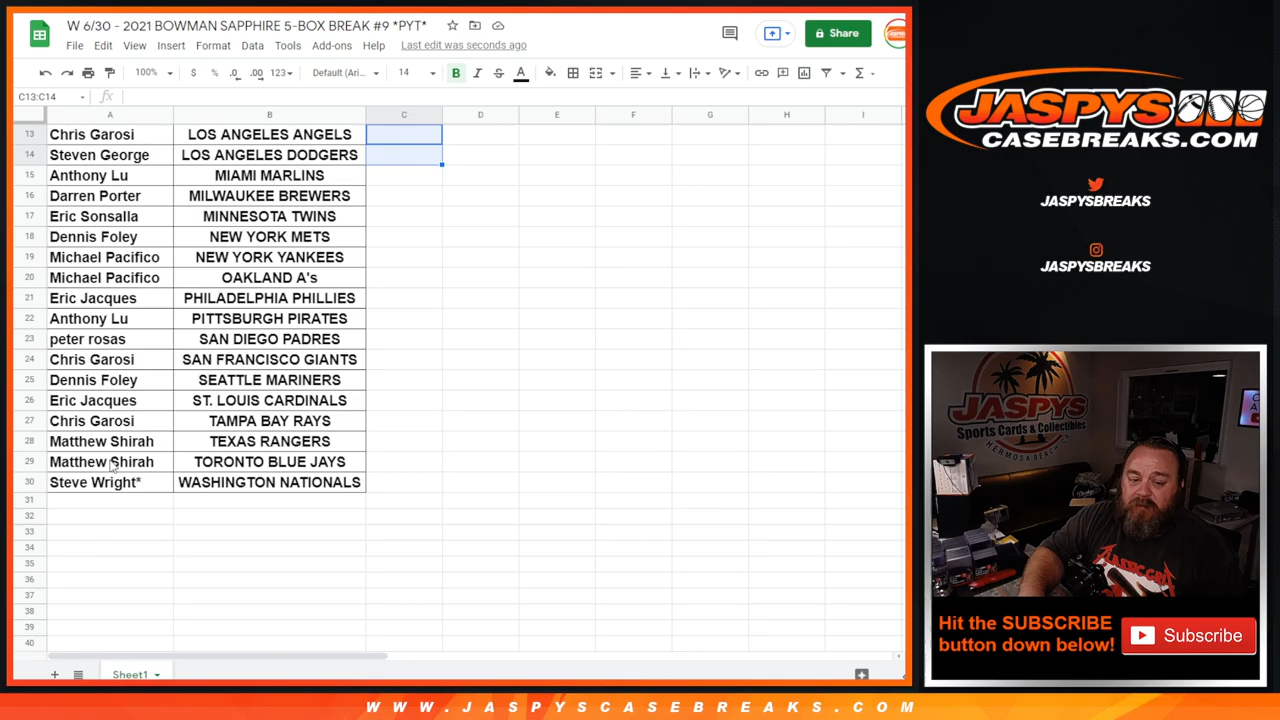 W 6/30 - 2021 BOWMAN SAPPHIRE 5-BOX BREAK #9 *PYT*
File Edit View Insert Format Data Tools Add-ons Help Last edit was seconds ago
Share
100% $ % .0 .00 123 Default (Ari... 14 B I S A
C13:C14 fx
A B C D E F G H I
13 Chris Garosi LOS ANGELES ANGELS
14 Steven George LOS ANGELES DODGERS
15 Anthony Lu MIAMI MARLINS
16 Darren Porter MILWAUKEE BREWERS
17 Eric Sonsalla MINNESOTA TWINS
18 Dennis Foley NEW YORK METS
19 Michael Pacifico NEW YORK YANKEES
20 Michael Pacifico OAKLAND A's
21 Eric Jacques PHILADELPHIA PHILLIES
22 Anthony Lu PITTSBURGH PIRATES
23 peter rosas SAN DIEGO PADRES
24 Chris Garosi SAN FRANCISCO GIANTS
25 Dennis Foley SEATTLE MARINERS
26 Eric Jacques ST. LOUIS CARDINALS
27 Chris Garosi TAMPA BAY RAYS
28 Matthew Shirah TEXAS RANGERS
29 Matthew Shirah TORONTO BLUE JAYS
30 Steve Wright* WASHINGTON NATIONALS
31
32
33
34
35
36
37
38
39
40
Sheet1
JASPYS
CASEBREAKS.COM
JASPYSBREAKS
JASPYSBREAKS
JASPYS
Sports Cards & Collectibles
HERMOSA BEACH
Hit the SUBSCRIBE
button down below!
Subscribe
WWW.JASPYSCASEBREAKS.COM